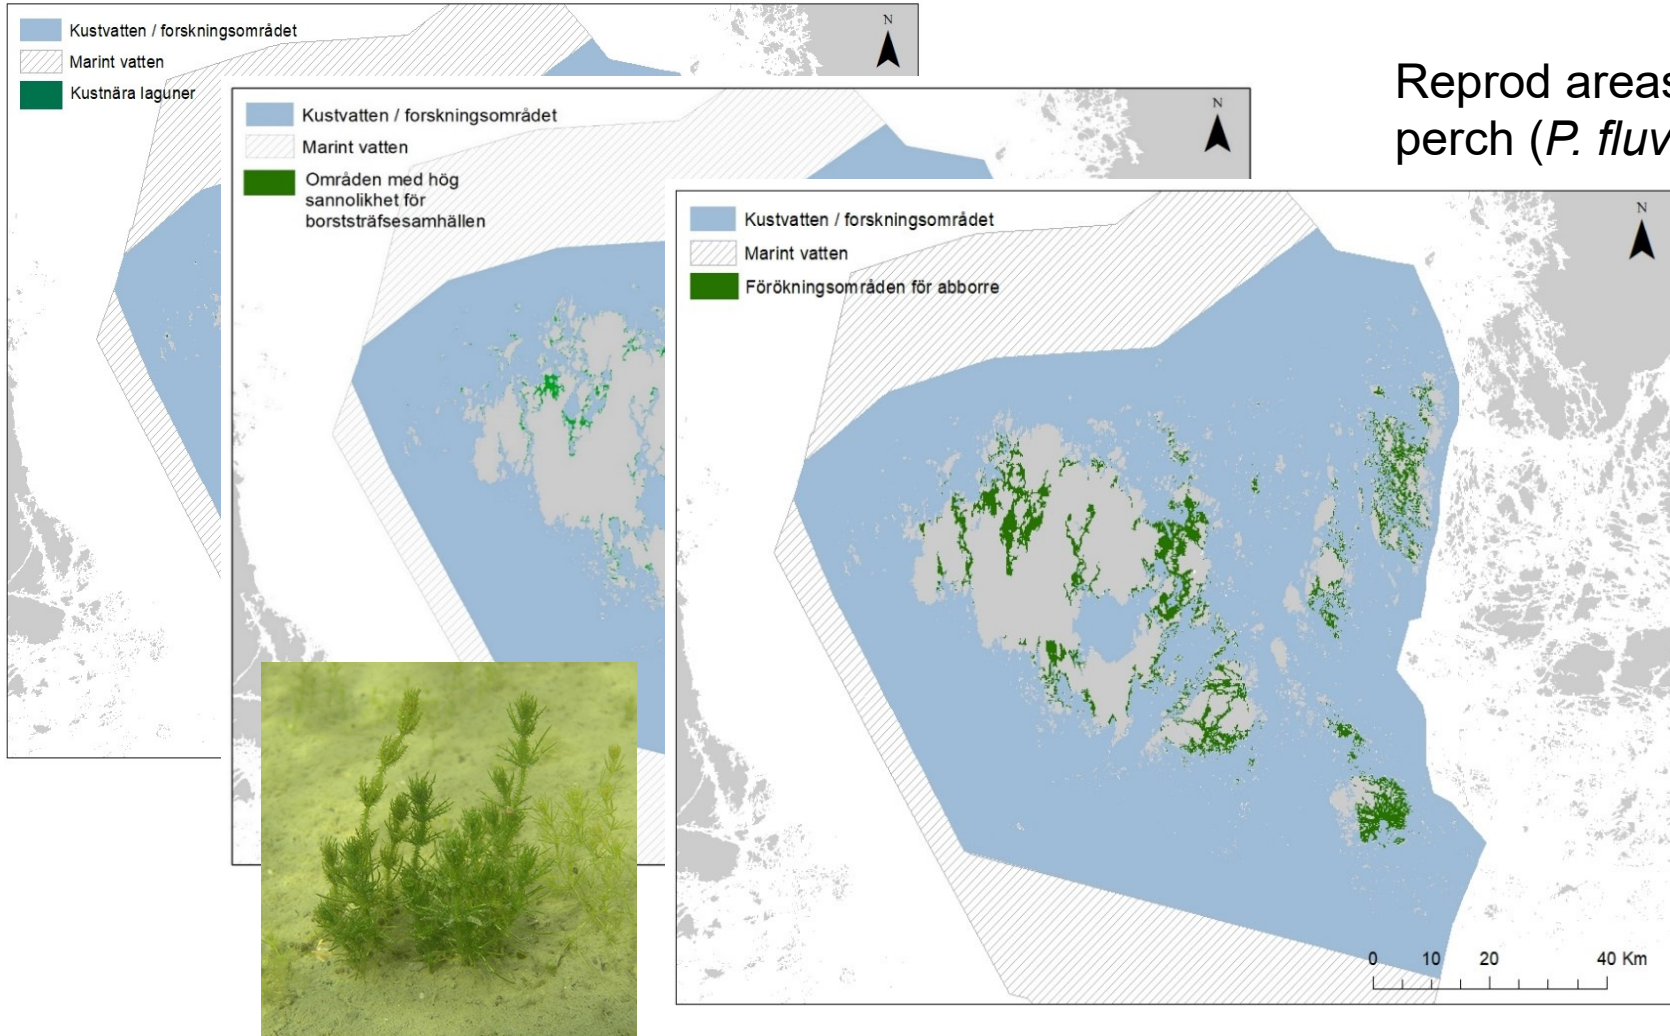 Kustvatten / forskningsområdet
Marint vatten
Kustnära laguner
N
Kustvatten / forskningsområdet
Marint vatten
Områden med hög
sannolikhet för
borststräfsesamhällen
N
Reprod areas
perch (P. fluv
Kustvatten / forskningsområdet
Marint vatten
Förökningsområden för abborre
N
0 10 20 40 Km